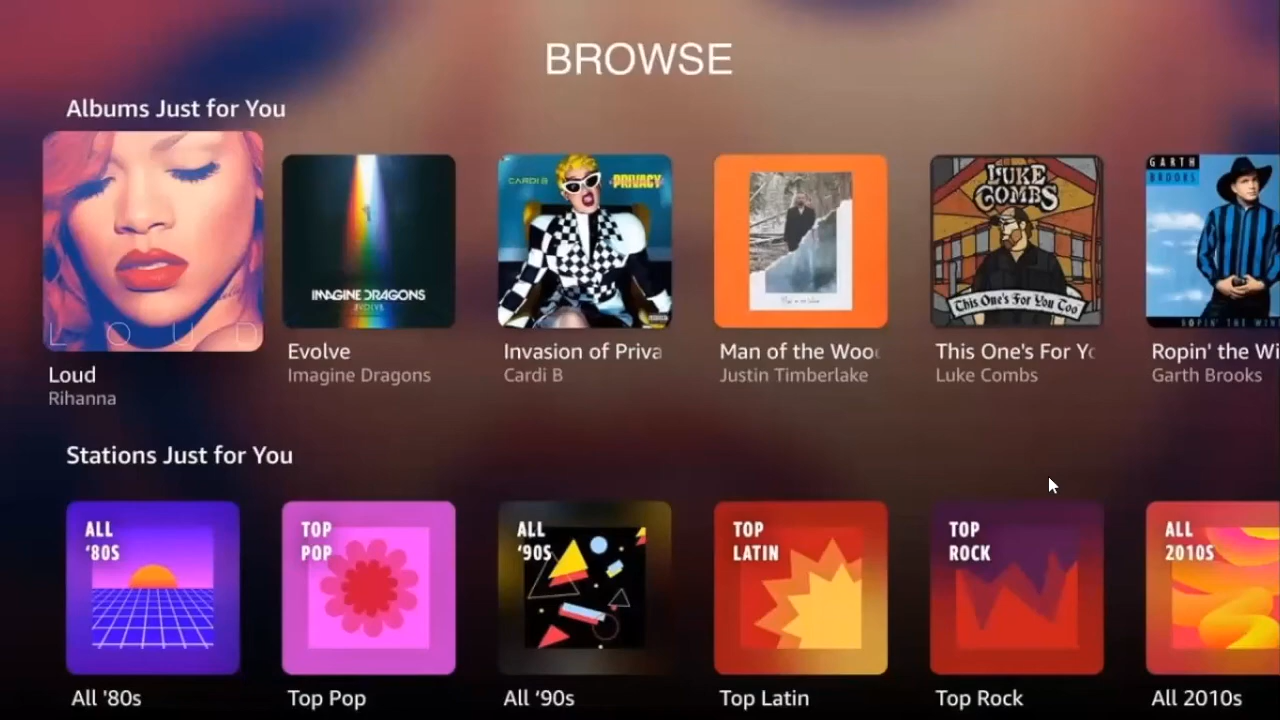 BROWSE
Albums Just for You
LOUD
IMAGINE DRAGONS
EVOLVE
CARDI B
PRIVACY
LUKE
COMBS
This One's For You Too
GARTH
BROOKS
ROPIN' THE WIN
Loud
Rihanna
Evolve
Imagine Dragons
Invasion of Priva
Cardi B
Man of the Woo
Justin Timberlake
This One's For Yo
Luke Combs
Ropin' the Wi
Garth Brooks
Stations Just for You
ALL
‘80S
TOP
POP
ALL
‘90S
TOP
LATIN
TOP
ROCK
ALL
2010S
All '80s
Top Pop
All ‘90s
Top Latin
Top Rock
All 2010s